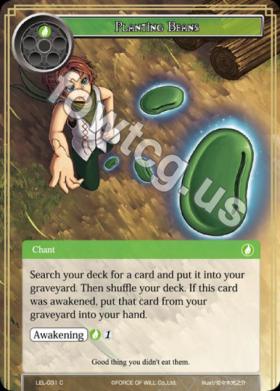 Planting Beans
fowtcg.us
Chant
Search your deck for a card and put it into your
graveyard. Then shuffle your deck. If this card
was awakened, put that card from your
graveyard into your hand.
Awakening 1
Good thing you didn't eat them.
LEL-031 C
©FORCE OF WILL Co.,Ltd.